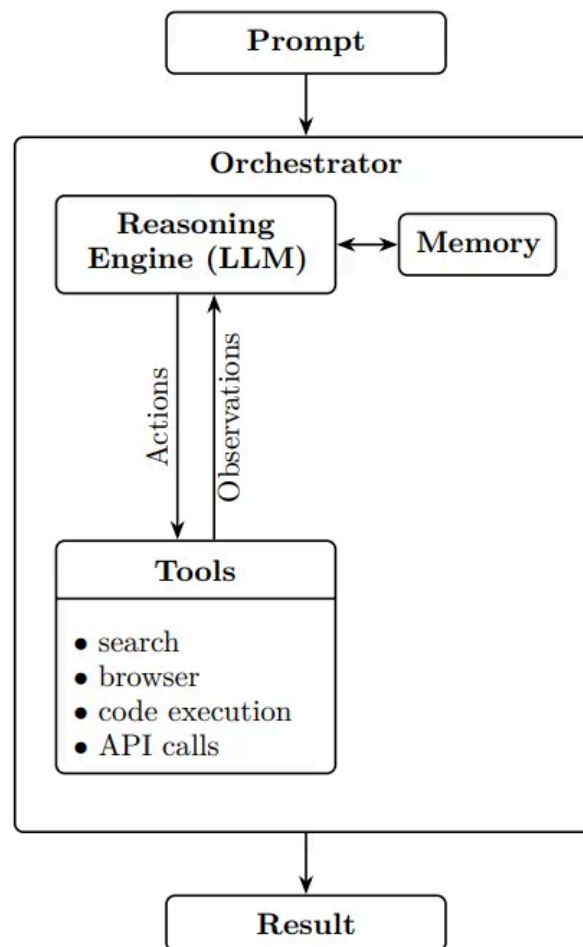 Prompt
Orchestrator
Reasoning
Engine (LLM)
Memory
Actions
Observations
Tools
• search
• browser
• code execution
• API calls
Result